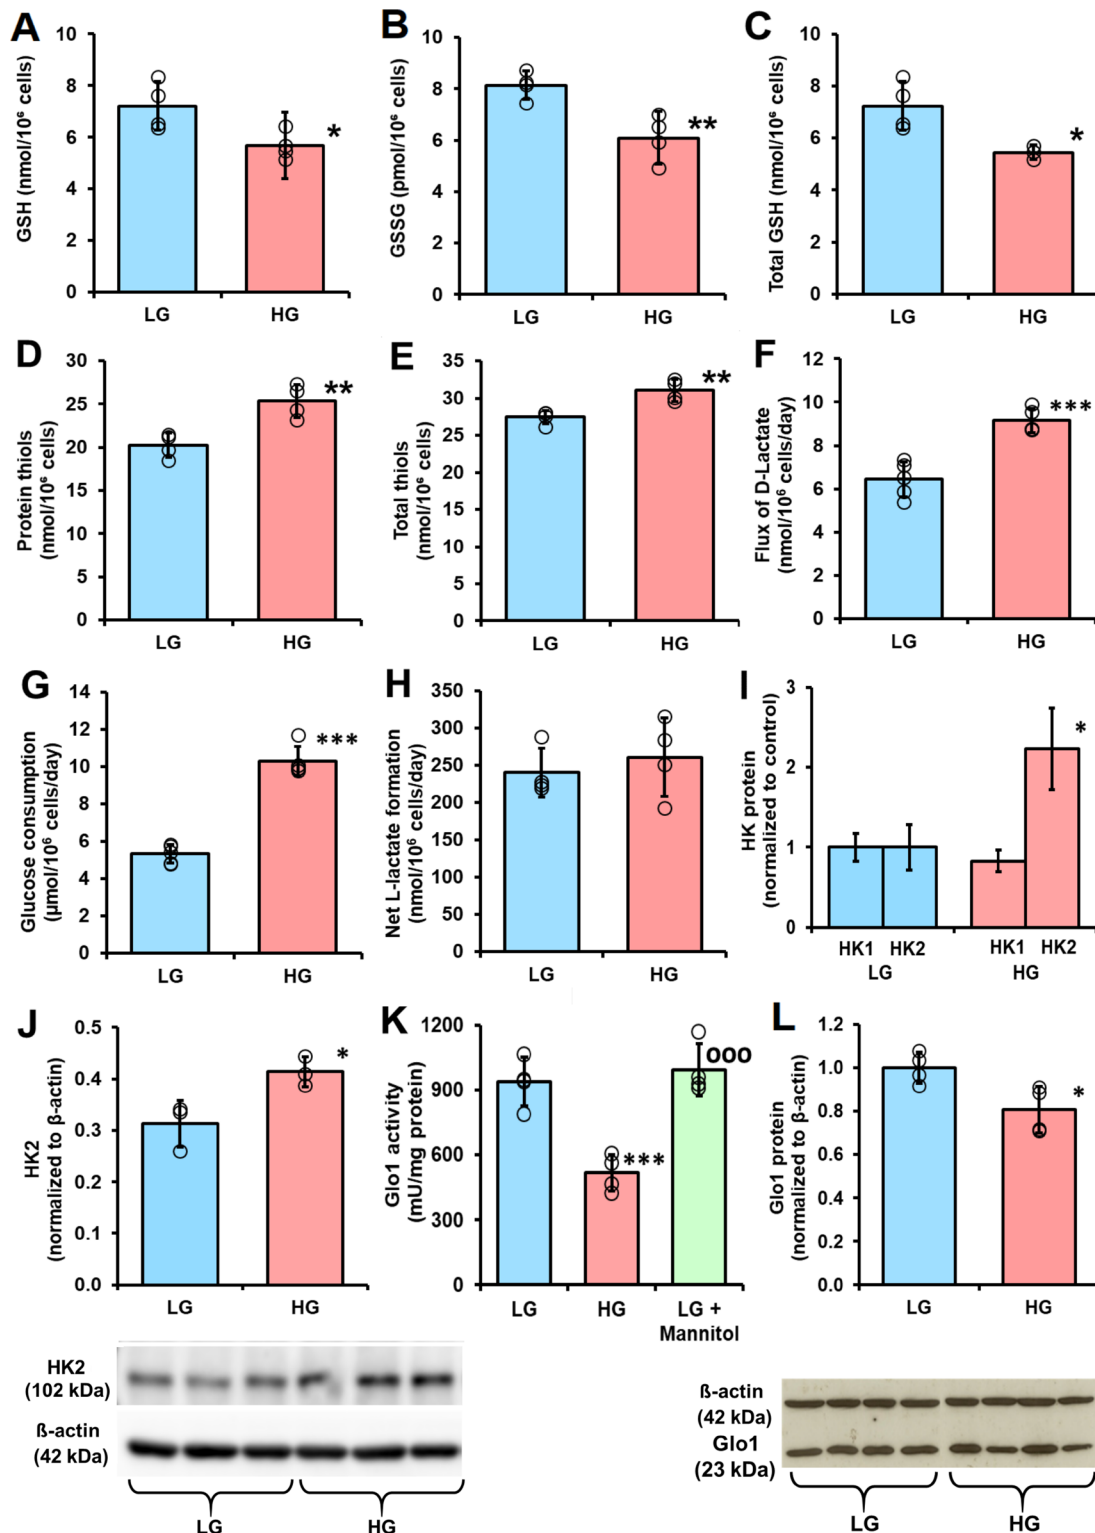 A
GSH (nmol/10⁶ cells)
10
8
6
4
2
0
*
LG
HG
B
GSSG (pmol/10⁶ cells)
10
8
6
4
2
0
**
LG
HG
C
Total GSH (nmol/10⁶ cells)
10
8
6
4
2
0
*
LG
HG
D
Protein thiols
(nmol/10⁶ cells)
30
25
20
15
10
5
0
**
LG
HG
E
Total thiols
(nmol/10⁶ cells)
35
30
25
20
15
10
5
0
**
LG
HG
F
Flux of D-Lactate
(nmol/10⁶ cells/day)
12
10
8
6
4
2
0
***
LG
HG
G
Glucose consumption
(µmol/10⁶ cells/day)
14
12
10
8
6
4
2
0
***
LG
HG
H
Net L-lactate formation
(nmol/10⁶ cells/day)
350
300
250
200
150
100
50
0
LG
HG
I
HK protein
(normalized to control)
3
2
1
0
*
HK1 HK2
LG
HK1 HK2
HG
J
HK2
(normalized to β-actin)
0.5
0.4
0.3
0.2
0.1
0.0
*
LG
HG
K
Glo1 activity
(mU/mg protein)
1200
900
600
300
0
***
ooo
LG
HG
LG +
Mannitol
L
Glo1 protein
(normalized to β-actin)
1.2
1.0
0.8
0.6
0.4
0.2
0.0
*
LG
HG
HK2
(102 kDa)
ß-actin
(42 kDa)
LG
HG
ß-actin
(42 kDa)
Glo1
(23 kDa)
LG
HG